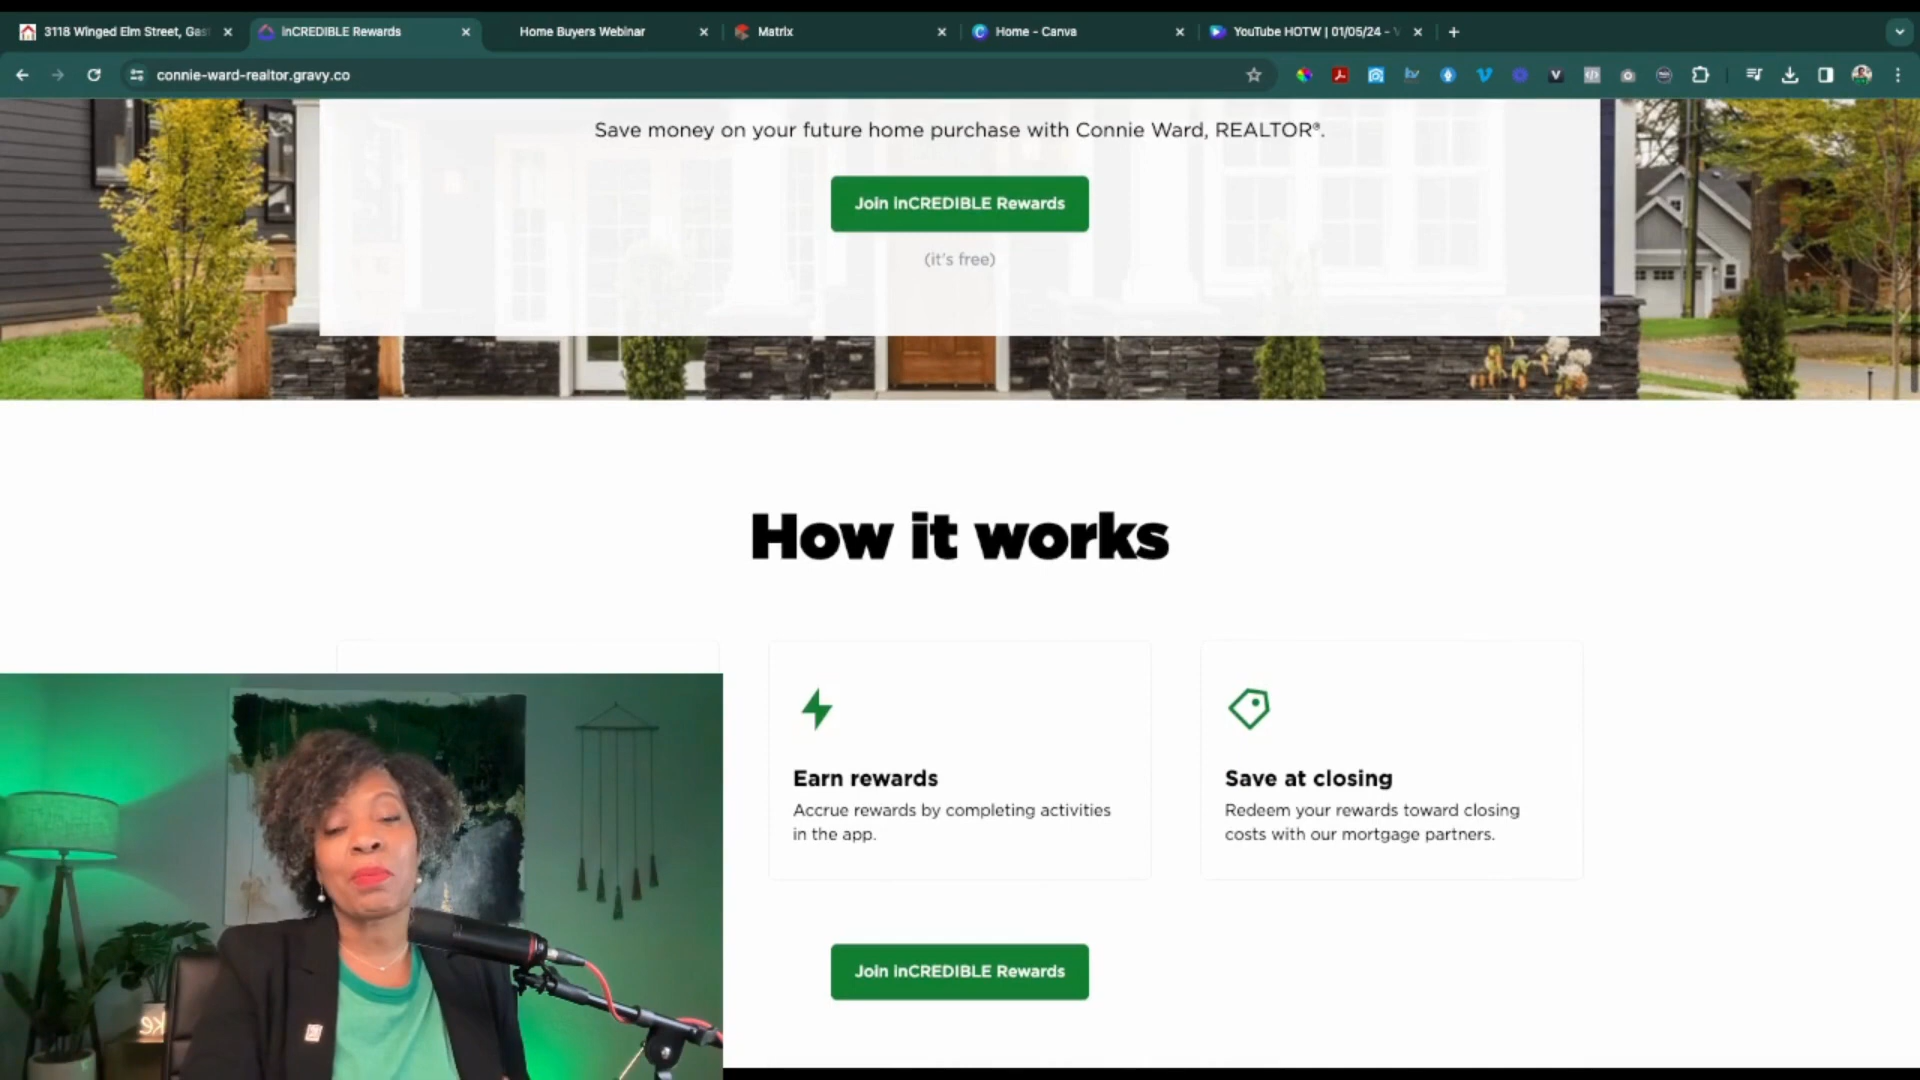 3118 Winged Elm Street, Gas
inCREDIBLE Rewards
Home Buyers Webinar
Matrix
Home - Canva
YouTube HOTW | 01/05/24 -
connie-ward-realtor.gravy.co
Save money on your future home purchase with Connie Ward, REALTOR®.
Join inCREDIBLE Rewards
(it's free)
How it works
Earn rewards
Accrue rewards by completing activities
in the app.
Save at closing
Redeem your rewards toward closing
costs with our mortgage partners.
Join inCREDIBLE Rewards